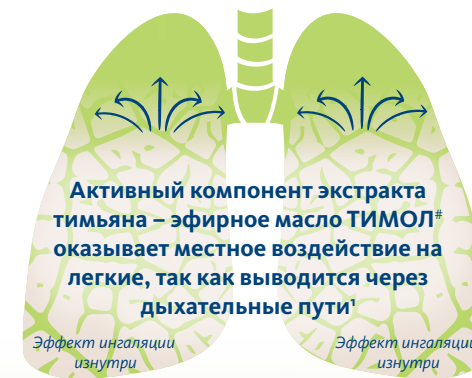 Активный компонент экстракта
тимьяна – эфирное масло ТИМОЛ#
оказывает местное воздействие на
легкие, так как выводится через
дыхательные пути¹
Эффект ингаляции
изнутри
Эффект ингаляции
изнутри